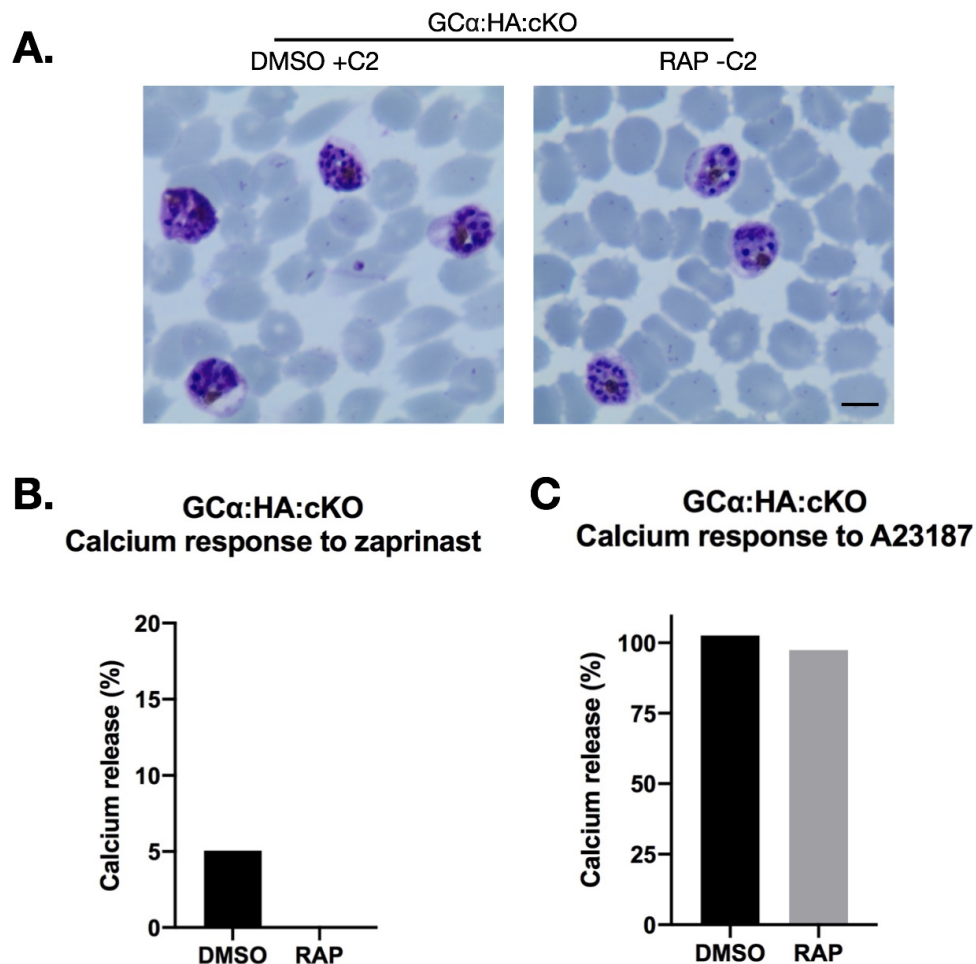 A.
GCα:HA:cKO
DMSO +C2
RAP -C2
B.
GCα:HA:cKO
Calcium response to zaprinast
Calcium release (%)
20
15
10
5
0
DMSO
RAP
C
GCα:HA:cKO
Calcium response to A23187
Calcium release (%)
100
75
50
25
0
DMSO
RAP